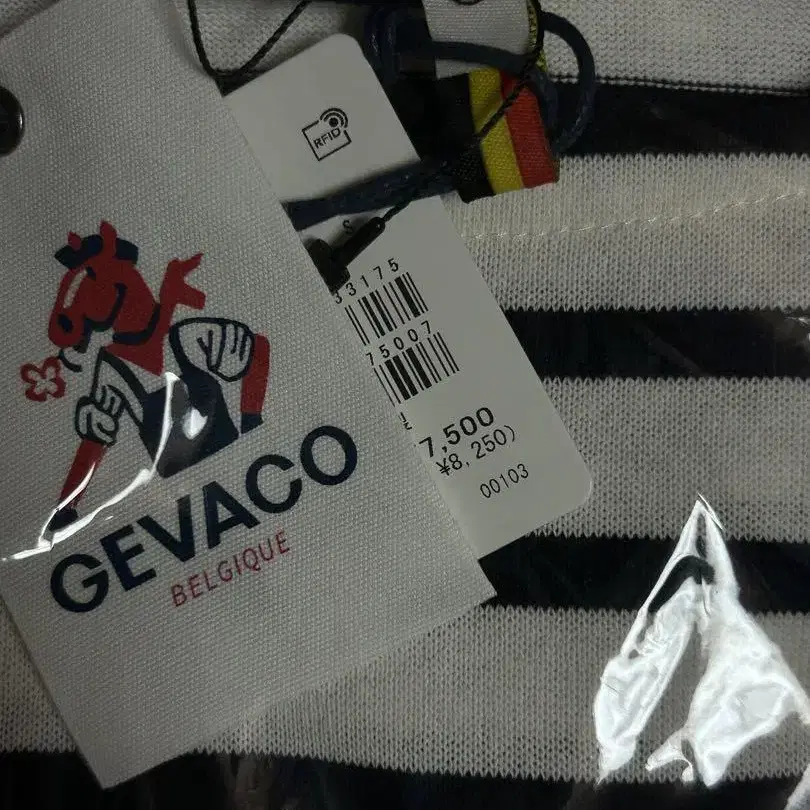 GEVACO
BELGIQUE
RFID
S
33175
75007
7,500
¥8,250)
00103